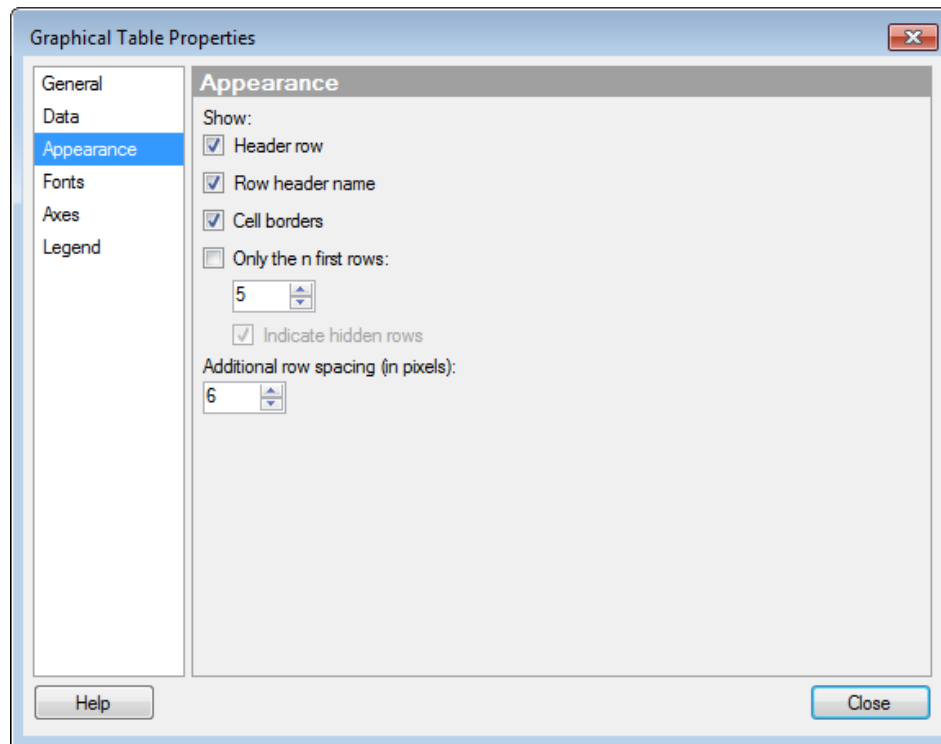 Graphical Table Properties
General
Data
Appearance
Fonts
Axes
Legend
Appearance
Show:
Header row
Row header name
Cell borders
Only the n first rows:
5
Indicate hidden rows
Additional row spacing (in pixels):
6
Help
Close